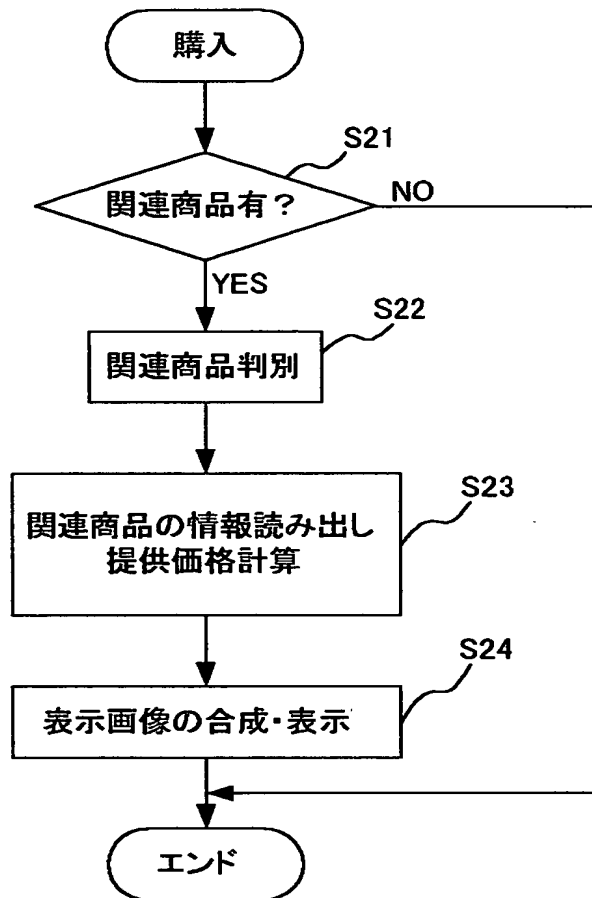 購入
S21
関連商品有？
NO
YES
S22
関連商品判別
S23
関連商品の情報読み出し
提供価格計算
S24
表示画像の合成・表示
エンド